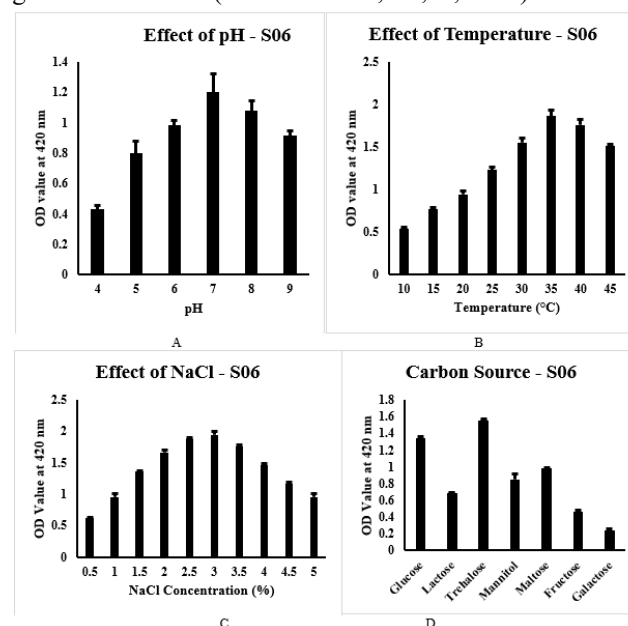 Effect of pH - S06
OD value at 420 nm
1.4
1.2
1
0.8
0.6
0.4
0.2
0
4 5 6 7 8 9
pH
A
Effect of Temperature - S06
OD value at 420 nm
2.5
2
1.5
1
0.5
0
10 15 20 25 30 35 40 45
Temperature (°C)
B
Effect of NaCl - S06
OD Value at 420 nm
2.5
2
1.5
1
0.5
0
0.5 1 1.5 2 2.5 3 3.5 4 4.5 5
NaCl Concentration (%)
C
Carbon Source - S06
OD Value at 420 nm
1.8
1.6
1.4
1.2
1
0.8
0.6
0.4
0.2
0
Glucose Lactose Trehalose Mannitol Maltose Fructose Galactose
D